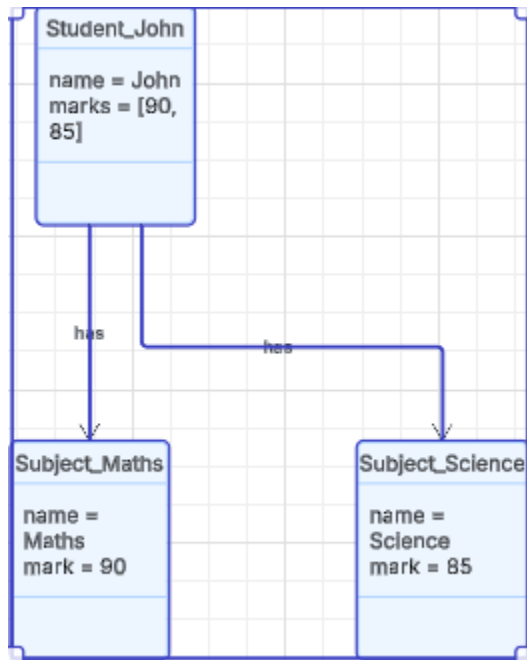 Student_John
name = John
marks = [90,
85]
has
has
Subject_Maths
name =
Maths
mark = 90
Subject_Science
name =
Science
mark = 85